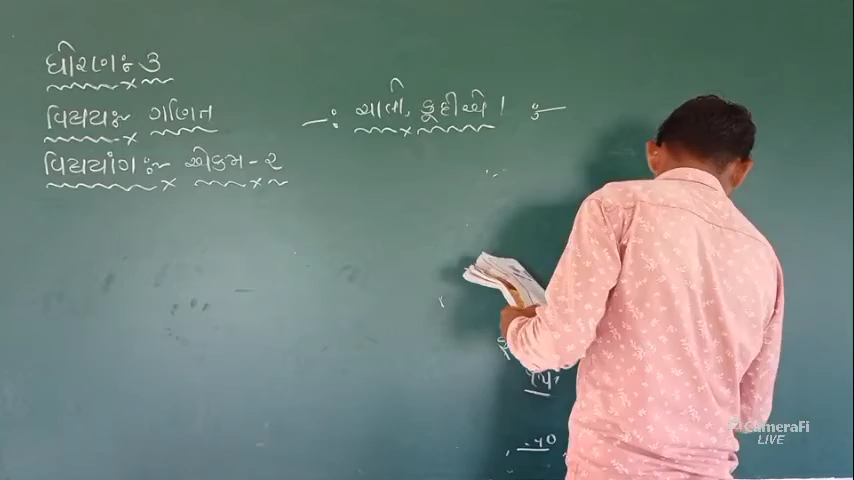 ધોરણઃ ૩
વિષયઃ ગણિત
-: ચાલો, કૂદીએ ! :-
વિષયાંગઃ- એકમ - ૨
CameraFi
LIVE